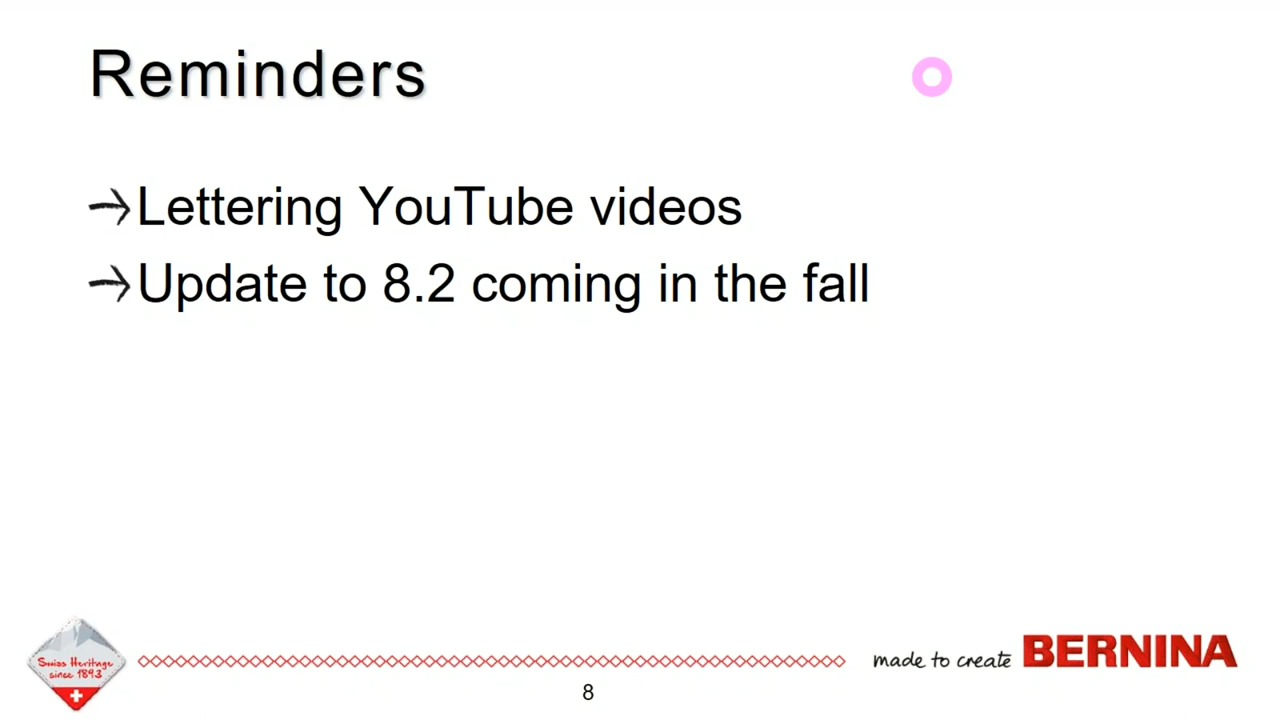 Reminders
Lettering YouTube videos
Update to 8.2 coming in the fall
Swiss Heritage
since 1893
made to create BERNINA
8